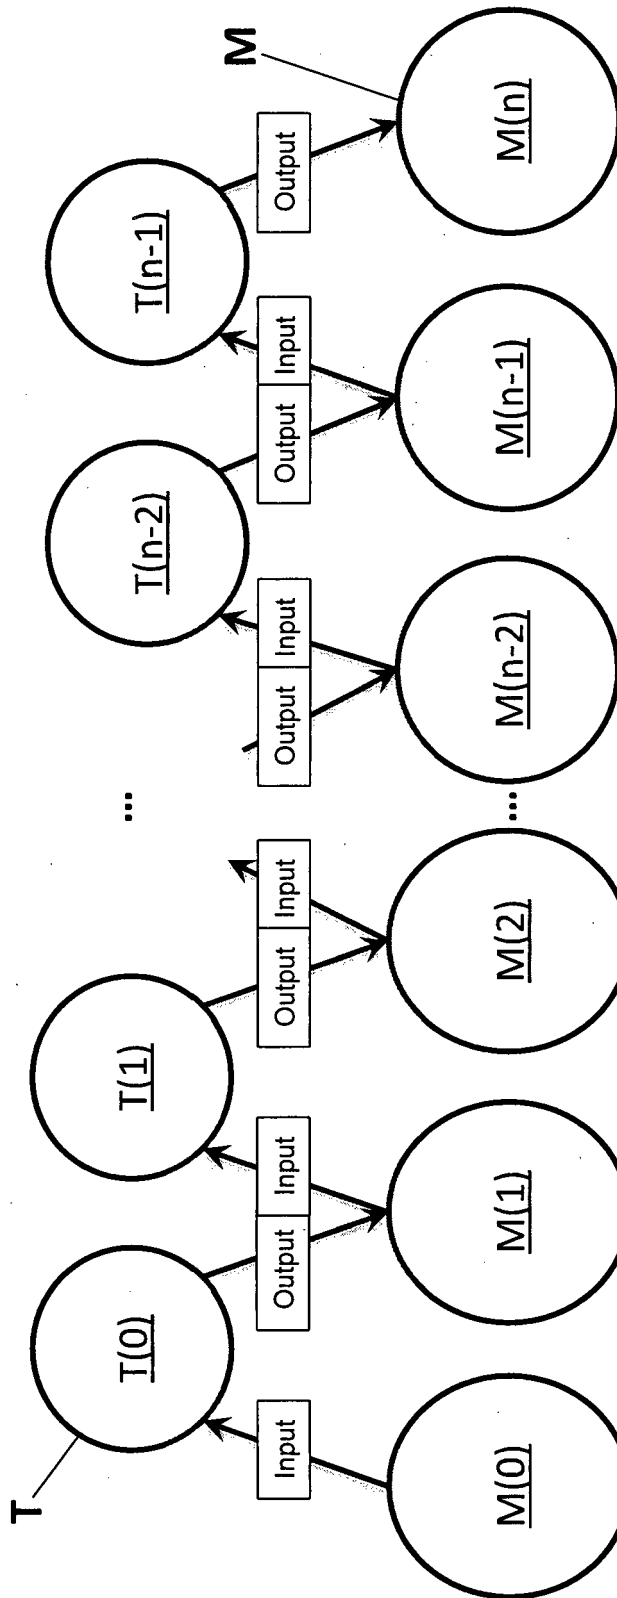 T
M
T(0)
T(1)
...
T(n-2)
T(n-1)
Input
Output
Input
Output
Input
Output
Input
Output
Input
Output
M(0)
M(1)
M(2)
...
M(n-2)
M(n-1)
M(n)